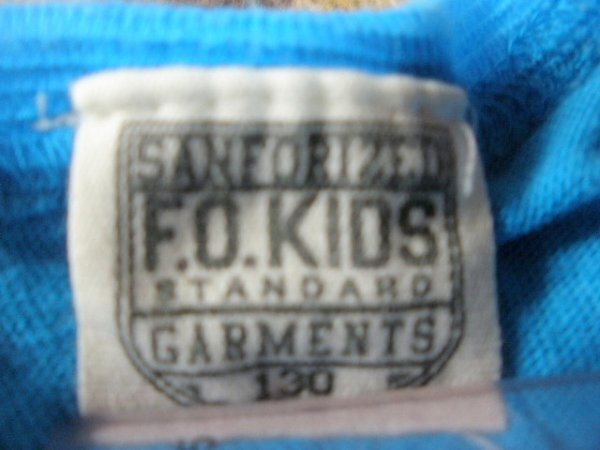 SANFORIZED
F.O.KIDS
STANDARD
GARMENTS
130